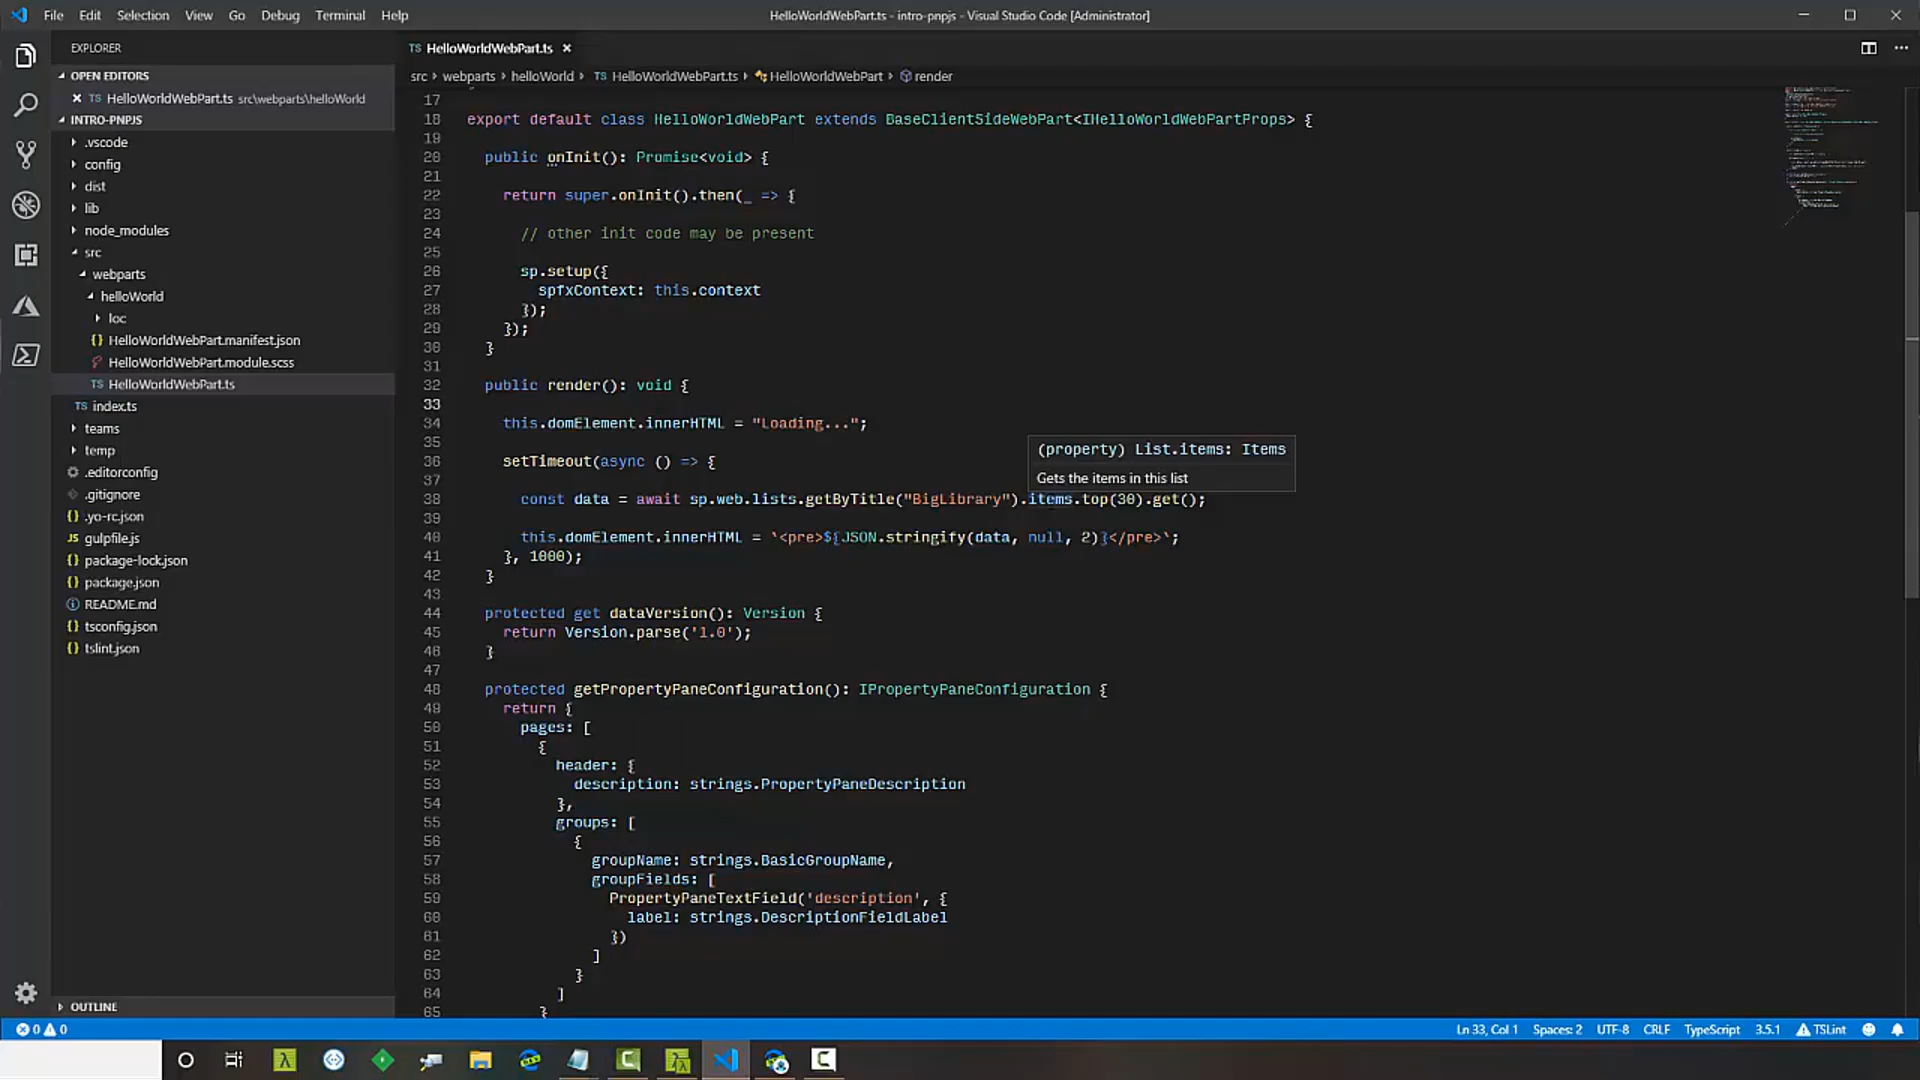 File Edit Selection View Go Debug Terminal Help
HelloWorldWebPart.ts - intro-pnpjs - Visual Studio Code [Administrator]
EXPLORER
OPEN EDITORS
TS HelloWorldWebPart.ts src\webparts\helloWorld
INTRO-PNPJS
.vscode
config
dist
lib
node_modules
src
webparts
helloWorld
loc
{} HelloWorldWebPart.manifest.json
HelloWorldWebPart.module.scss
TS HelloWorldWebPart.ts
TS index.ts
teams
temp
.editorconfig
.gitignore
{} .yo-rc.json
JS gulpfile.js
{} package-lock.json
{} package.json
README.md
{} tsconfig.json
{} tslint.json
OUTLINE
TS HelloWorldWebPart.ts
src › webparts › helloWorld › TS HelloWorldWebPart.ts › HelloWorldWebPart › render
17
18 export default class HelloWorldWebPart extends BaseClientSideWebPart<IHelloWorldWebPartProps> {
19
20 public onInit(): Promise<void> {
21
22 return super.onInit().then(_ => {
23
24 // other init code may be present
25
26 sp.setup({
27 spfxContext: this.context
28 });
29 });
30 }
31
32 public render(): void {
33
34 this.domElement.innerHTML = "Loading...";
35
36 setTimeout(async () => {
37
(property) List.items: Items
Gets the items in this list
38 const data = await sp.web.lists.getByTitle("BigLibrary").items.top(30).get();
39
40 this.domElement.innerHTML = `<pre>${JSON.stringify(data, null, 2)}</pre>`;
41 }, 1000);
42 }
43
44 protected get dataVersion(): Version {
45 return Version.parse('1.0');
46 }
47
48 protected getPropertyPaneConfiguration(): IPropertyPaneConfiguration {
49 return {
50 pages: [
51 {
52 header: {
53 description: strings.PropertyPaneDescription
54 },
55 groups: [
56 {
57 groupName: strings.BasicGroupName,
58 groupFields: [
59 PropertyPaneTextField('description', {
60 label: strings.DescriptionFieldLabel
61 })
62 ]
63 }
64 ]
65 }
0 0
Ln 33, Col 1 Spaces: 2 UTF-8 CRLF TypeScript 3.5.1 TSLint